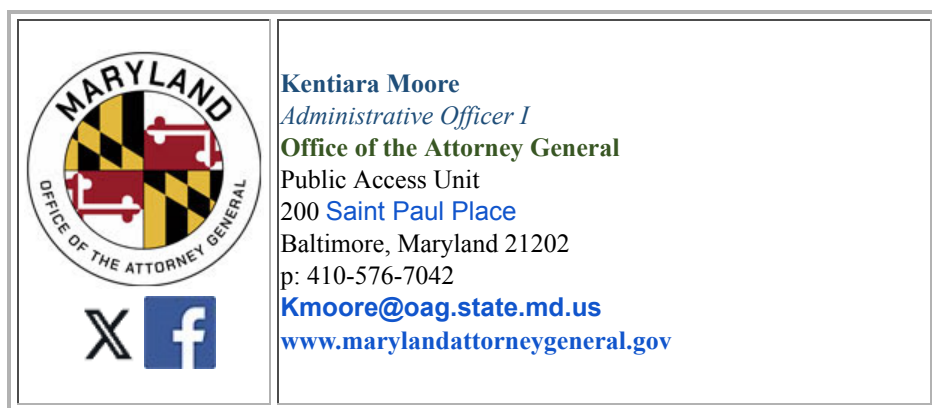 MARYLAND
OFFICE OF THE ATTORNEY GENERAL
Kentiara Moore
Administrative Officer I
Office of the Attorney General
Public Access Unit
200 Saint Paul Place
Baltimore, Maryland 21202
p: 410-576-7042
Kmoore@oag.state.md.us
www.marylandattorneygeneral.gov